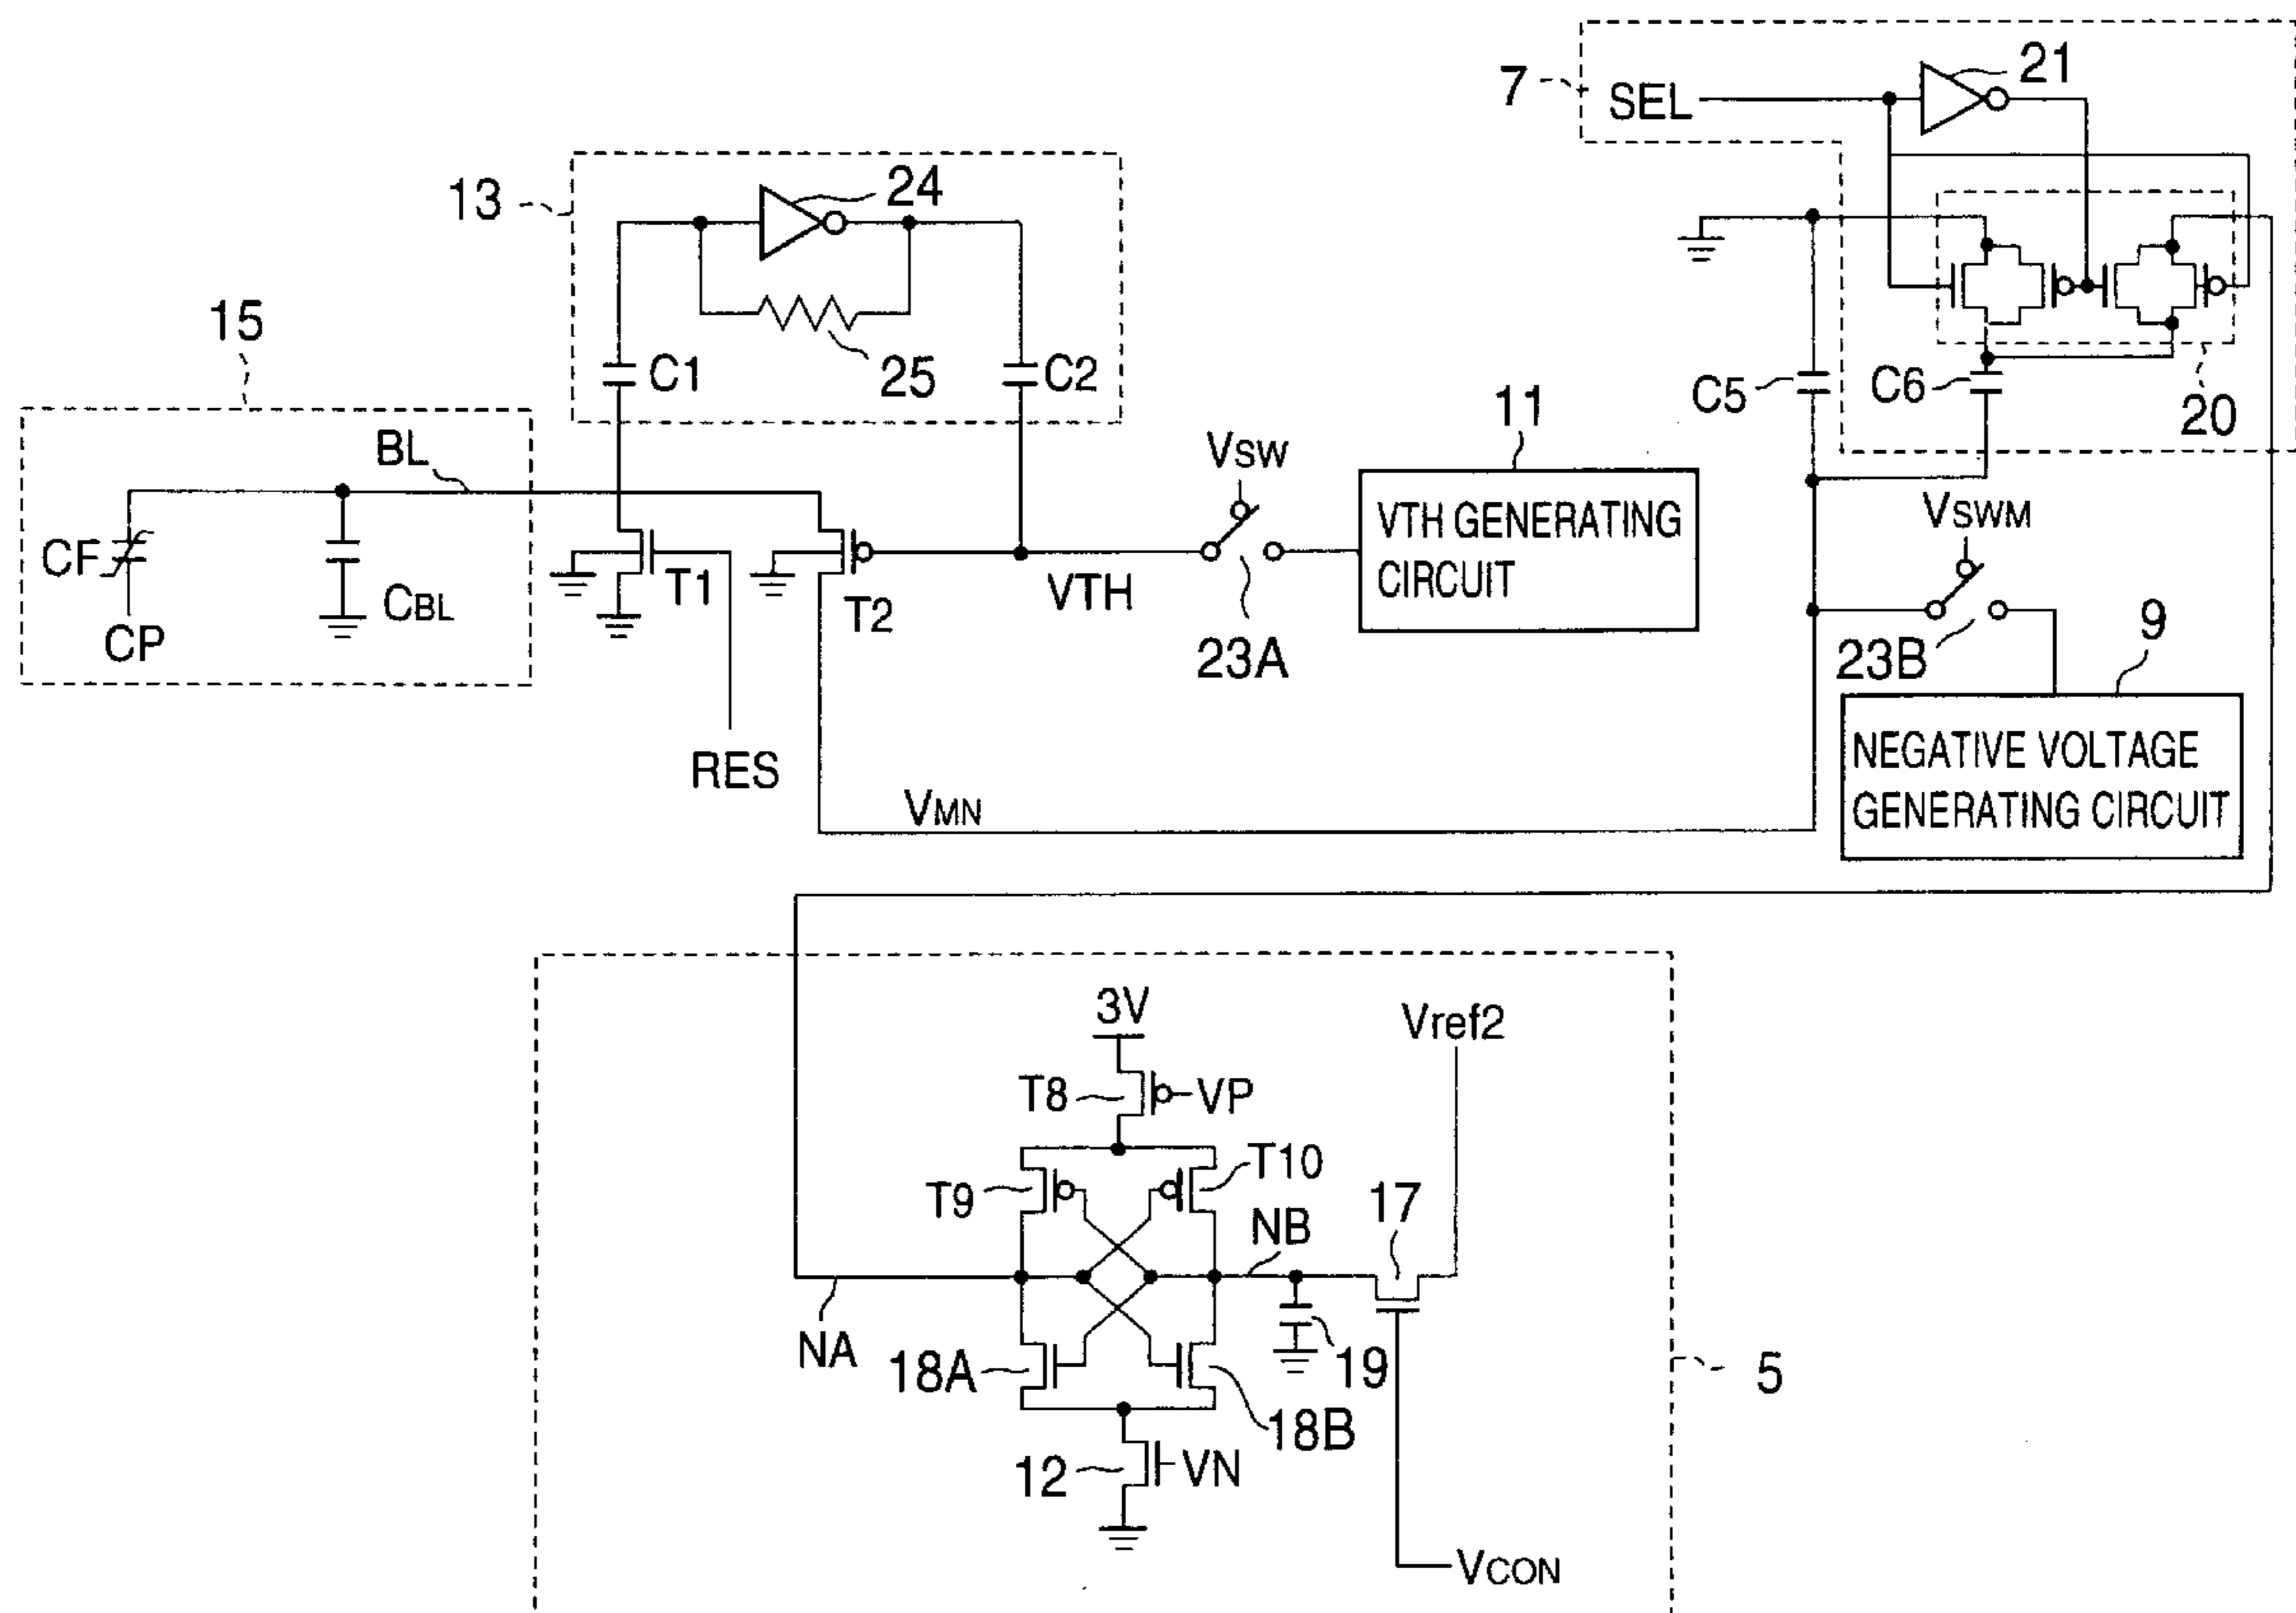 7
SEL
21
13
24
25
C1
C2
C5
C6
20
15
BL
CF
CBL
CP
T1
T2
RES
VTH
VSW
23A
11
VTH GENERATING
CIRCUIT
VSWM
23B
9
NEGATIVE VOLTAGE
GENERATING CIRCUIT
VMN
3V
Vref2
T8
VP
T9
T10
NB
17
NA
18A
18B
19
5
12
VN
VCON